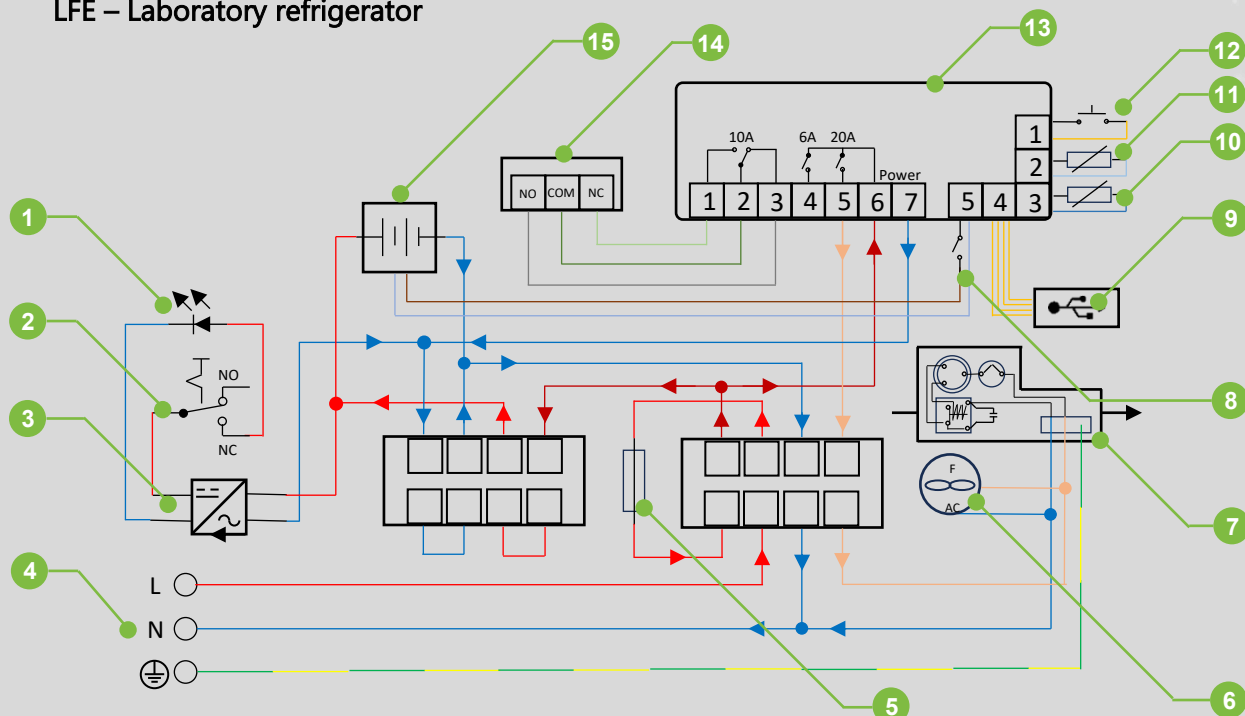 LFE – Laboratory refrigerator
15
14
13
12
11
10
9
8
7
6
5
4
3
2
1
10A
6A 20A
Power
1 2 3 4 5 6 7
5 4 3
2
1
NO COM NC
NO
NC
F
AC
L
N